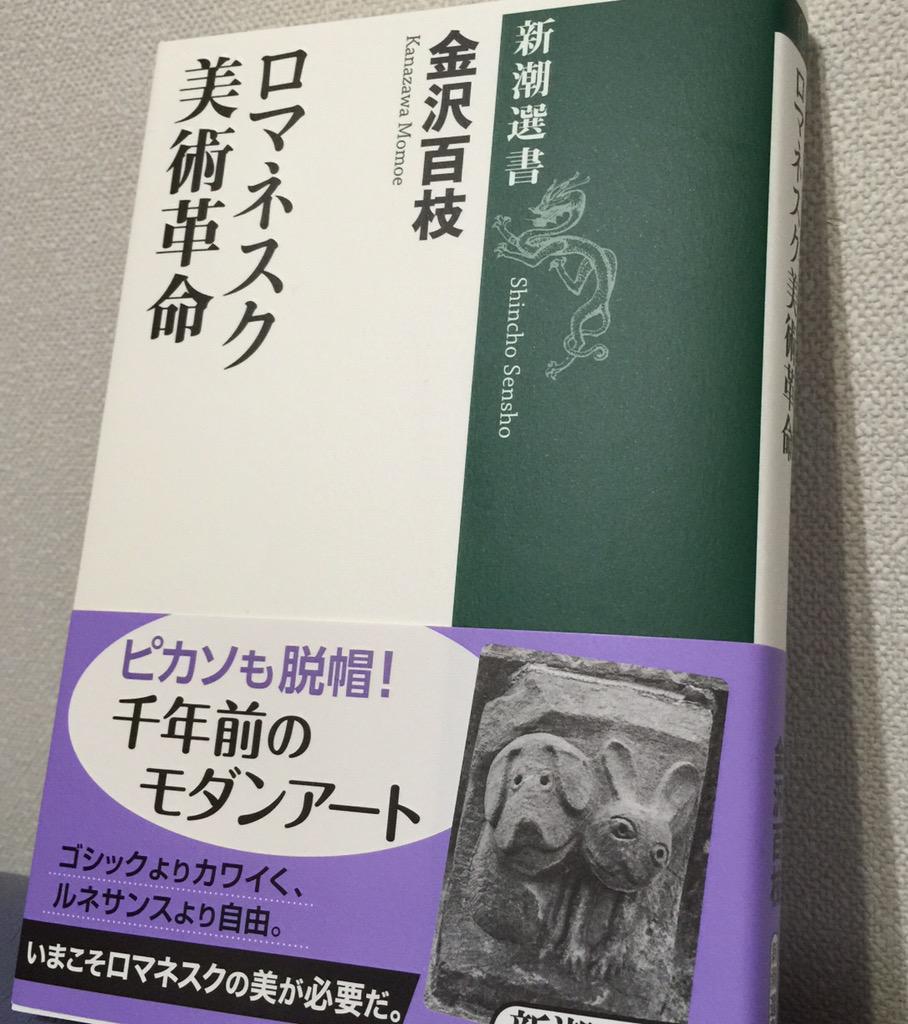 新潮選書
Shincho Sensho
金沢百枝
Kanazawa Momoe
ロマネスク
美術革命
ロマネスク美術革命
ピカソも脱帽!
千年前の
モダンアート
ゴシックよりカワイく、
ルネサンスより自由。
いまこそロマネスクの美が必要だ。
新潮